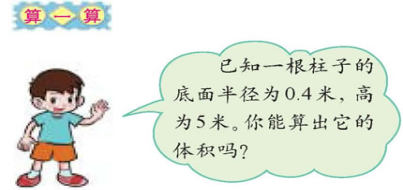 算一算
已知一根柱子的
底面半径为0.4米，高
为5米。你能算出它的
体积吗？